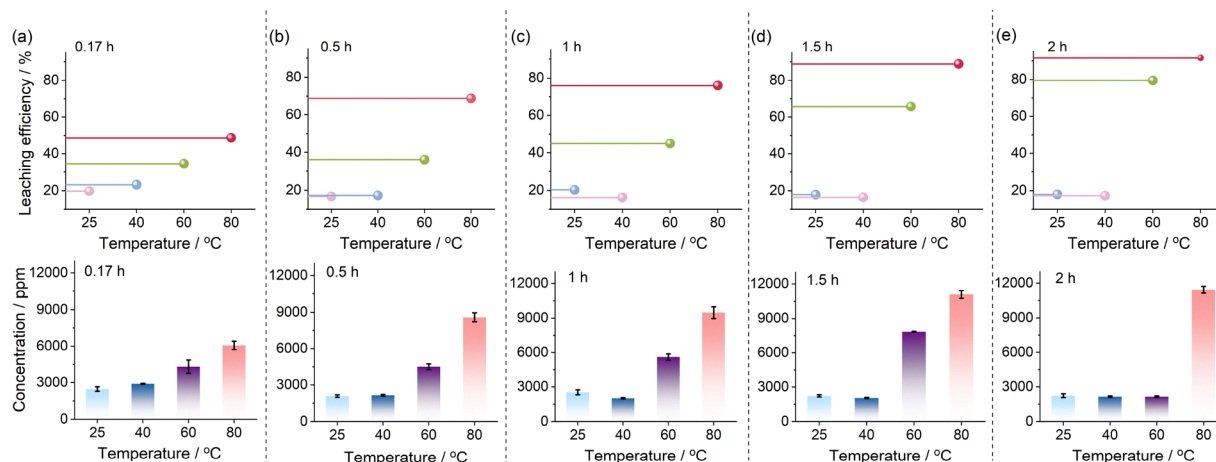 (a)
0.17 h
Leaching efficiency / %
80
60
40
20
25 40 60 80
Temperature / °C
(b)
0.5 h
80
60
40
20
25 40 60 80
Temperature / °C
(c)
1 h
80
60
40
20
25 40 60 80
Temperature / °C
(d)
1.5 h
80
60
40
20
25 40 60 80
Temperature / °C
(e)
2 h
80
60
40
20
25 40 60 80
Temperature / °C
0.17 h
Concentration / ppm
12000
9000
6000
3000
0
25 40 60 80
Temperature / °C
0.5 h
12000
9000
6000
3000
0
25 40 60 80
Temperature / °C
1 h
12000
9000
6000
3000
0
25 40 60 80
Temperature / °C
1.5 h
12000
9000
6000
3000
0
25 40 60 80
Temperature / °C
2 h
12000
9000
6000
3000
0
25 40 60 80
Temperature / °C